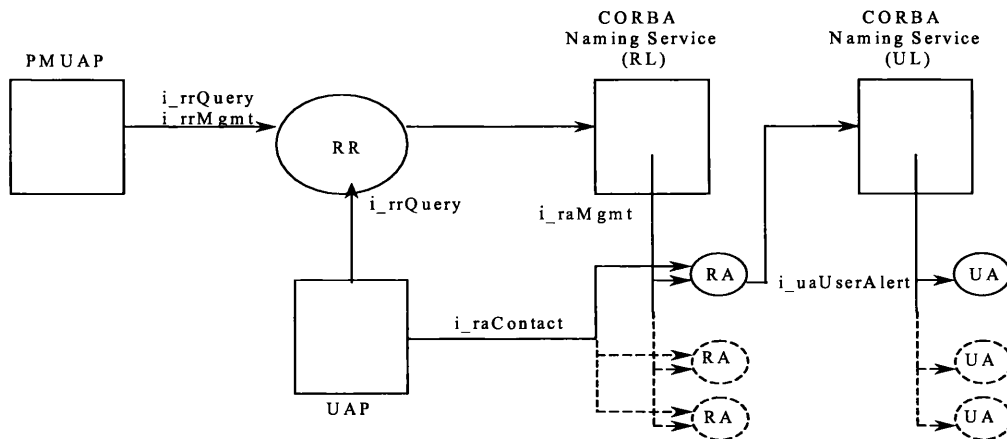 CORBA
Naming Service
(RL)
CORBA
Naming Service
(UL)
PMUAP
i_rrQuery
i_rrMgmt
RR
i_rrQuery
i_raMgmt
RA
i_uaUserAlert
UA
i_raContact
RA
UA
UAP
RA
UA